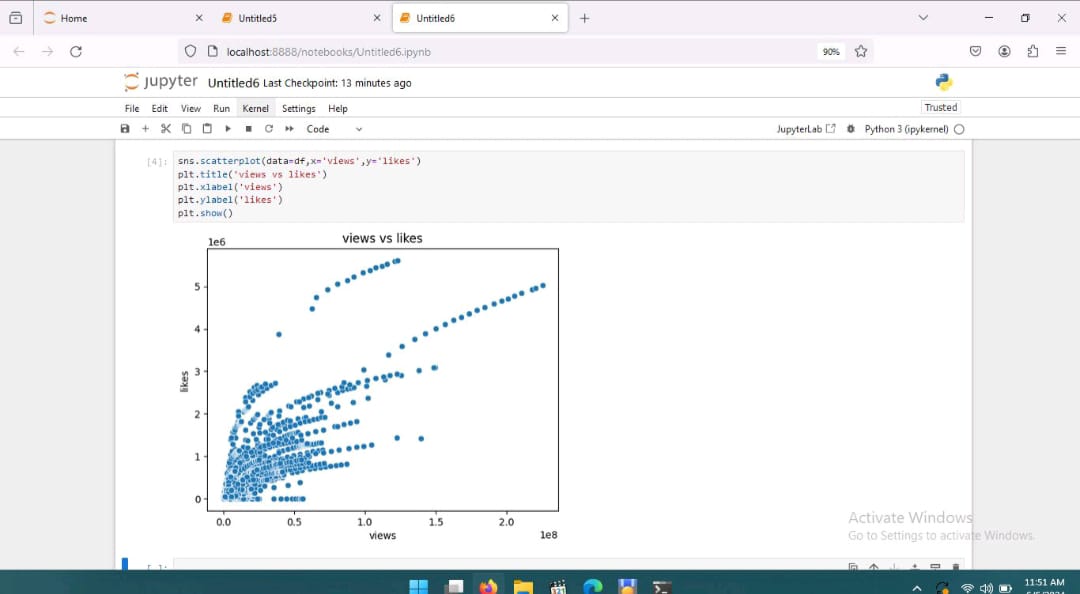 Home
Untitled5
Untitled6
localhost:8888/notebooks/Untitled6.ipynb
90%
jupyter Untitled6 Last Checkpoint: 13 minutes ago
File Edit View Run Kernel Settings Help
Trusted
Code
JupyterLab
Python 3 (ipykernel)
[4]:
sns.scatterplot(data=df,x='views',y='likes')
plt.title('views vs likes')
plt.xlabel('views')
plt.ylabel('likes')
plt.show()
1e6
views vs likes
5
4
3
2
1
0
likes
0.0 0.5 1.0 1.5 2.0
views
1e8
Activate Windows
Go to Settings to activate Windows.
[ ]:
11:51 AM